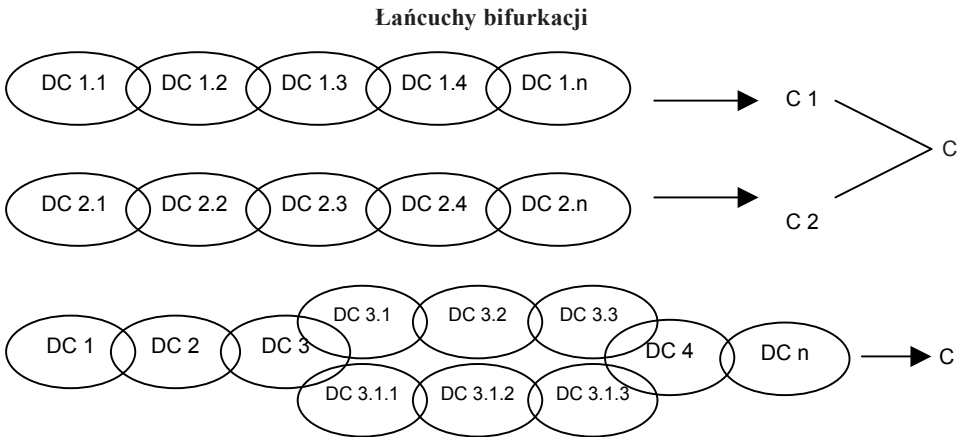 Łańcuchy bifurkacji
DC 1.1 DC 1.2 DC 1.3 DC 1.4 DC 1.n C 1
C
DC 2.1 DC 2.2 DC 2.3 DC 2.4 DC 2.n C 2
DC 3.1 DC 3.2 DC 3.3
DC 1 DC 2 DC 3 DC 4 DC n C
DC 3.1.1 DC 3.1.2 DC 3.1.3